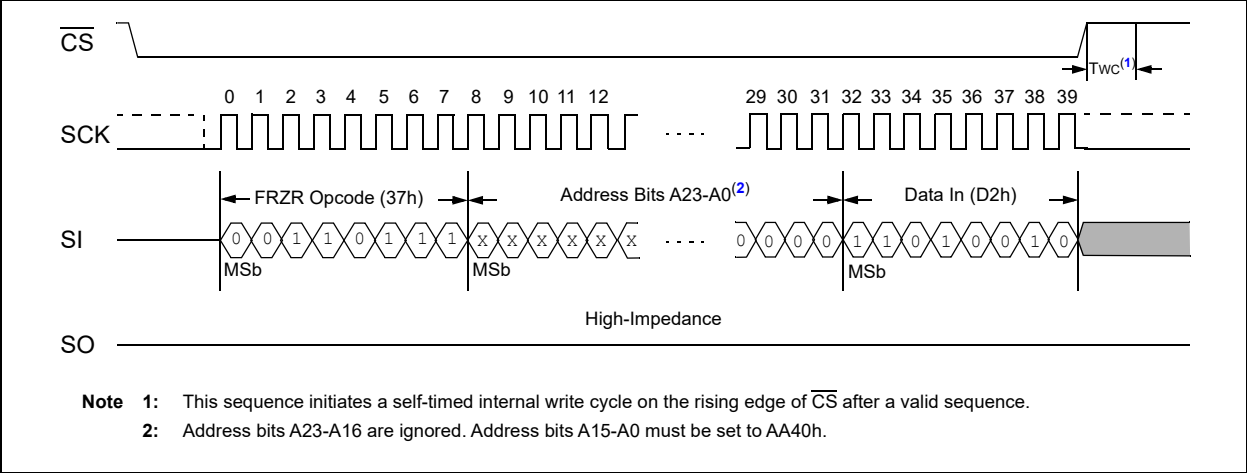 CS
TWC(1)
0 1 2 3 4 5 6 7 8 9 10 11 12 29 30 31 32 33 34 35 36 37 38 39
SCK
FRZR Opcode (37h) Address Bits A23-A0(2) Data In (D2h)
SI 0 0 1 1 0 1 1 1 X X X X X X 0 0 0 0 1 1 0 1 0 0 1 0
MSb MSb MSb
High-Impedance
SO
Note 1: This sequence initiates a self-timed internal write cycle on the rising edge of CS after a valid sequence.
2: Address bits A23-A16 are ignored. Address bits A15-A0 must be set to AA40h.